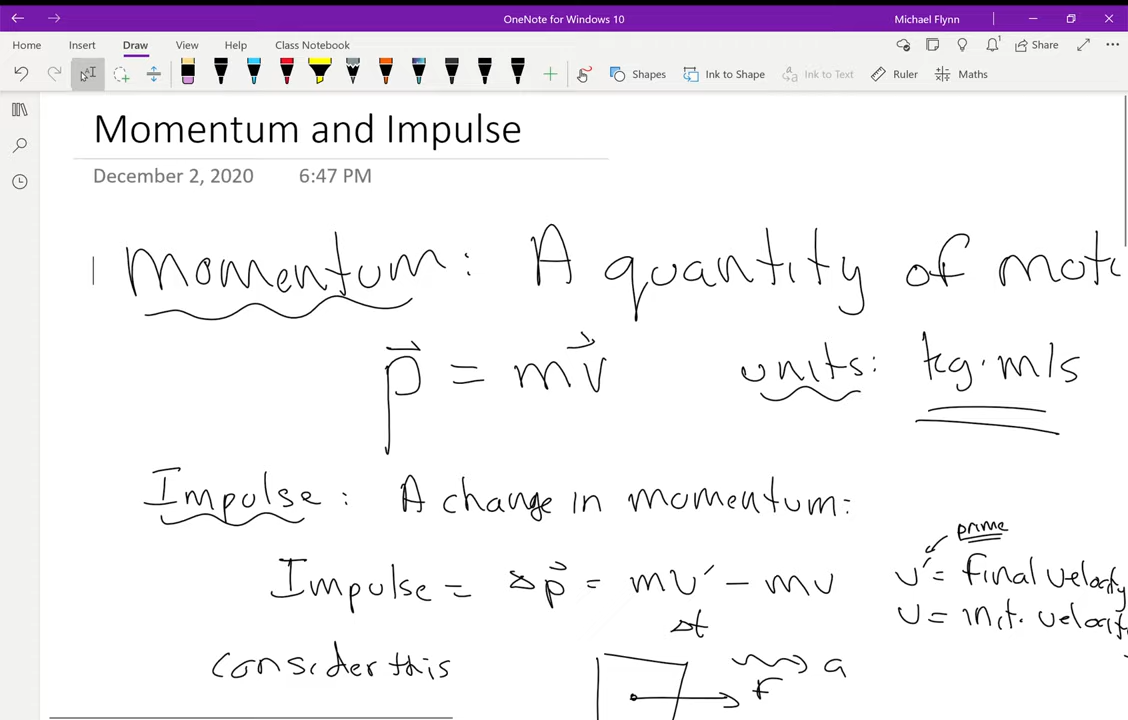 OneNote for Windows 10
Michael Flynn
Home Insert Draw View Help Class Notebook
Share
Shapes Ink to Shape Ink to Text Ruler Maths
Momentum and Impulse
December 2, 2020 6:47 PM
Momentum: A quantity of moti
p⃗ = mv⃗ units: kg·m/s
Impulse: A change in momentum:
prime
Impulse = Δp⃗ = mv′ − mv
v′ = final velocity
v = init. velocity
Δt
consider this
F
a